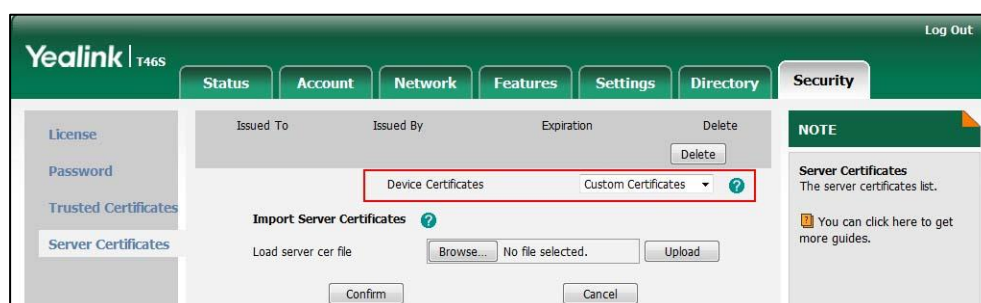 Log Out
Yealink T46S
Status Account Network Features Settings Directory Security
License
Password
Trusted Certificates
Server Certificates
Issued To Issued By Expiration Delete
Delete
Device Certificates Custom Certificates ?
Import Server Certificates ?
Load server cer file Browse... No file selected. Upload
Confirm Cancel
NOTE
Server Certificates
The server certificates list.
? You can click here to get
more guides.